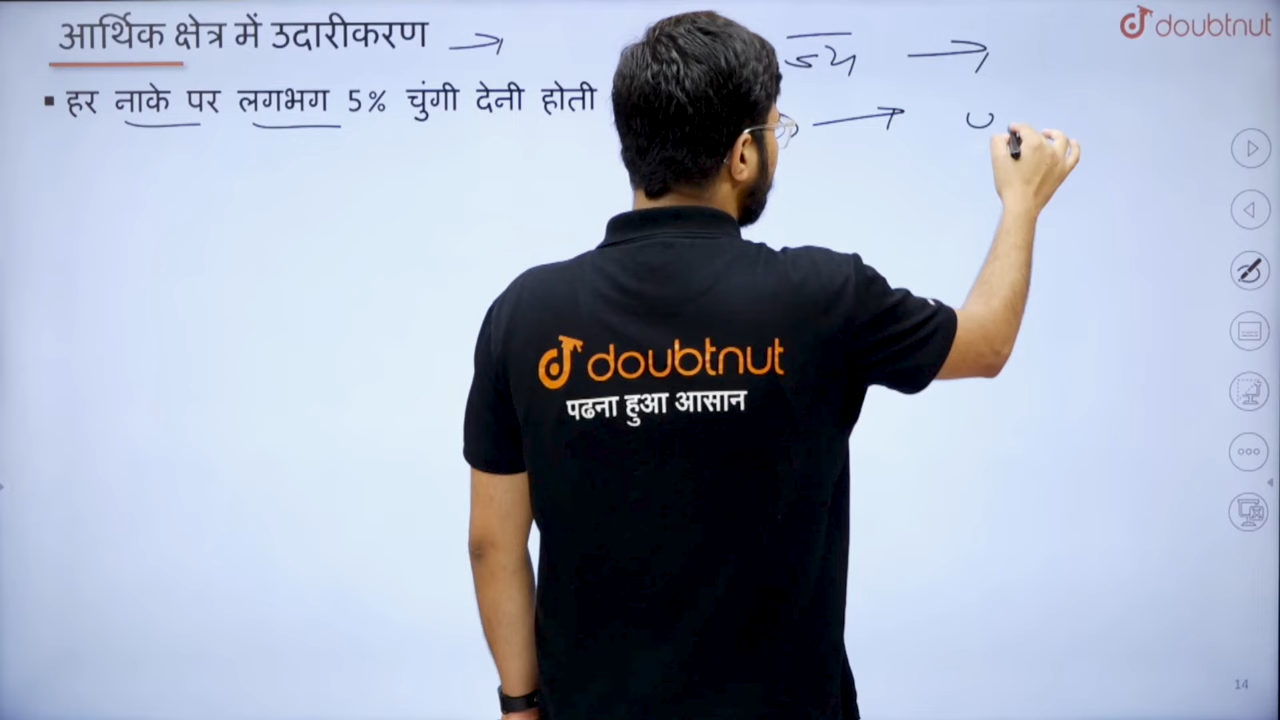 आर्थिक क्षेत्र में उदारीकरण
doubtnut
▪ हर नाके पर लगभग 5% चुंगी देनी होती
doubtnut
पढना हुआ आसान
14